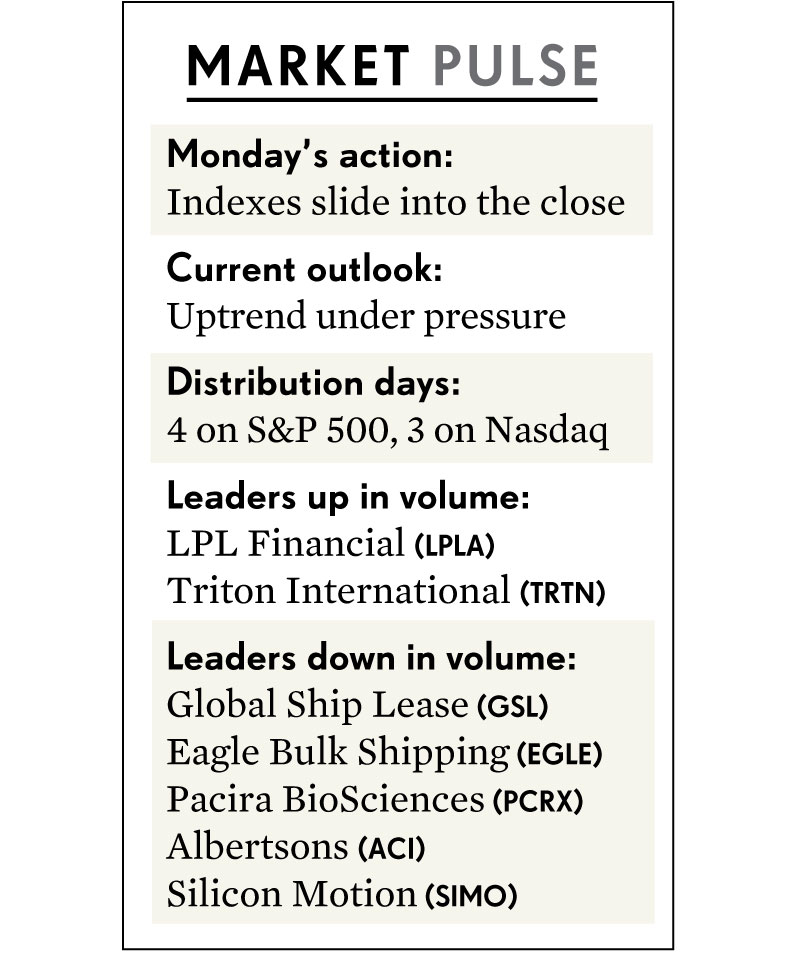 MARKET PULSE
Monday’s action:
Indexes slide into the close
Current outlook:
Uptrend under pressure
Distribution days:
4 on S&P 500, 3 on Nasdaq
Leaders up in volume:
LPL Financial (LPLA)
Triton International (TRTN)
Leaders down in volume:
Global Ship Lease (GSL)
Eagle Bulk Shipping (EGLE)
Pacira BioSciences (PCRX)
Albertsons (ACI)
Silicon Motion (SIMO)